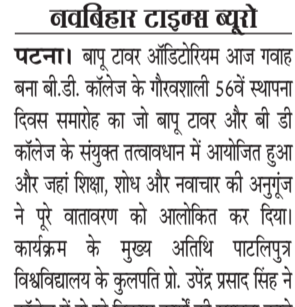 नवबिहार टाइम्स ब्यूरो
पटना। बापू टावर ऑडिटोरियम आज गवाह
बना बी.डी. कॉलेज के गौरवशाली 56वें स्थापना
दिवस समारोह का जो बापू टावर और बी डी
कॉलेज के संयुक्त तत्वावधान में आयोजित हुआ
और जहां शिक्षा, शोध और नवाचार की अनुगूंज
ने पूरे वातावरण को आलोकित कर दिया।
कार्यक्रम के मुख्य अतिथि पाटलिपुत्र
विश्वविद्यालय के कुलपति प्रो. उपेंद्र प्रसाद सिंह ने